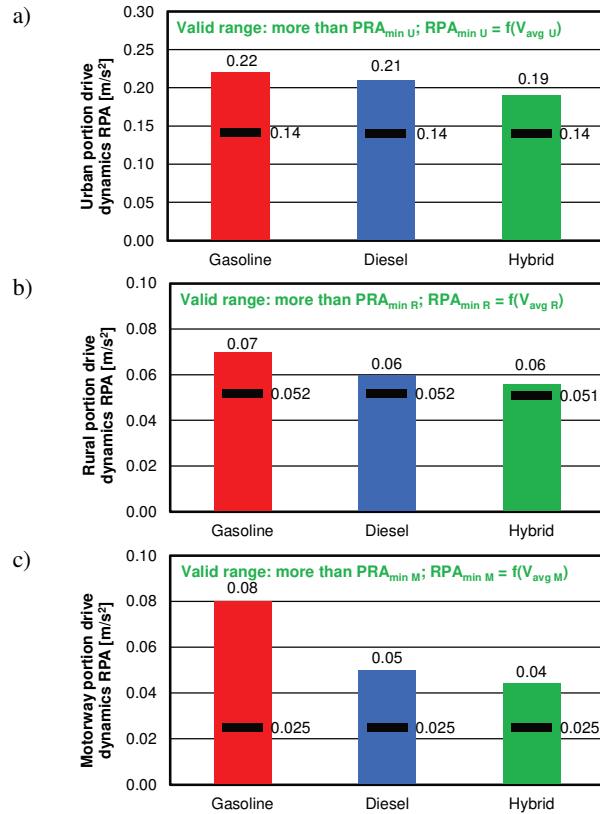 a)
Urban portion drive
dynamics RPA [m/s²]
0.30
0.25
0.20
0.15
0.10
0.05
0.00
Valid range: more than PRAmin U; RPAmin U = f(Vavg U)
0.22
0.21
0.19
0.14
0.14
0.14
Gasoline
Diesel
Hybrid
b)
Rural portion drive
dynamics RPA [m/s²]
0.10
0.08
0.06
0.04
0.02
0.00
Valid range: more than PRAmin R; RPAmin R = f(Vavg R)
0.07
0.06
0.06
0.052
0.052
0.051
Gasoline
Diesel
Hybrid
c)
Motorway portion drive
dynamics RPA [m/s²]
0.10
0.08
0.06
0.04
0.02
0.00
Valid range: more than PRAmin M; RPAmin M = f(Vavg M)
0.08
0.05
0.04
0.025
0.025
0.025
Gasoline
Diesel
Hybrid